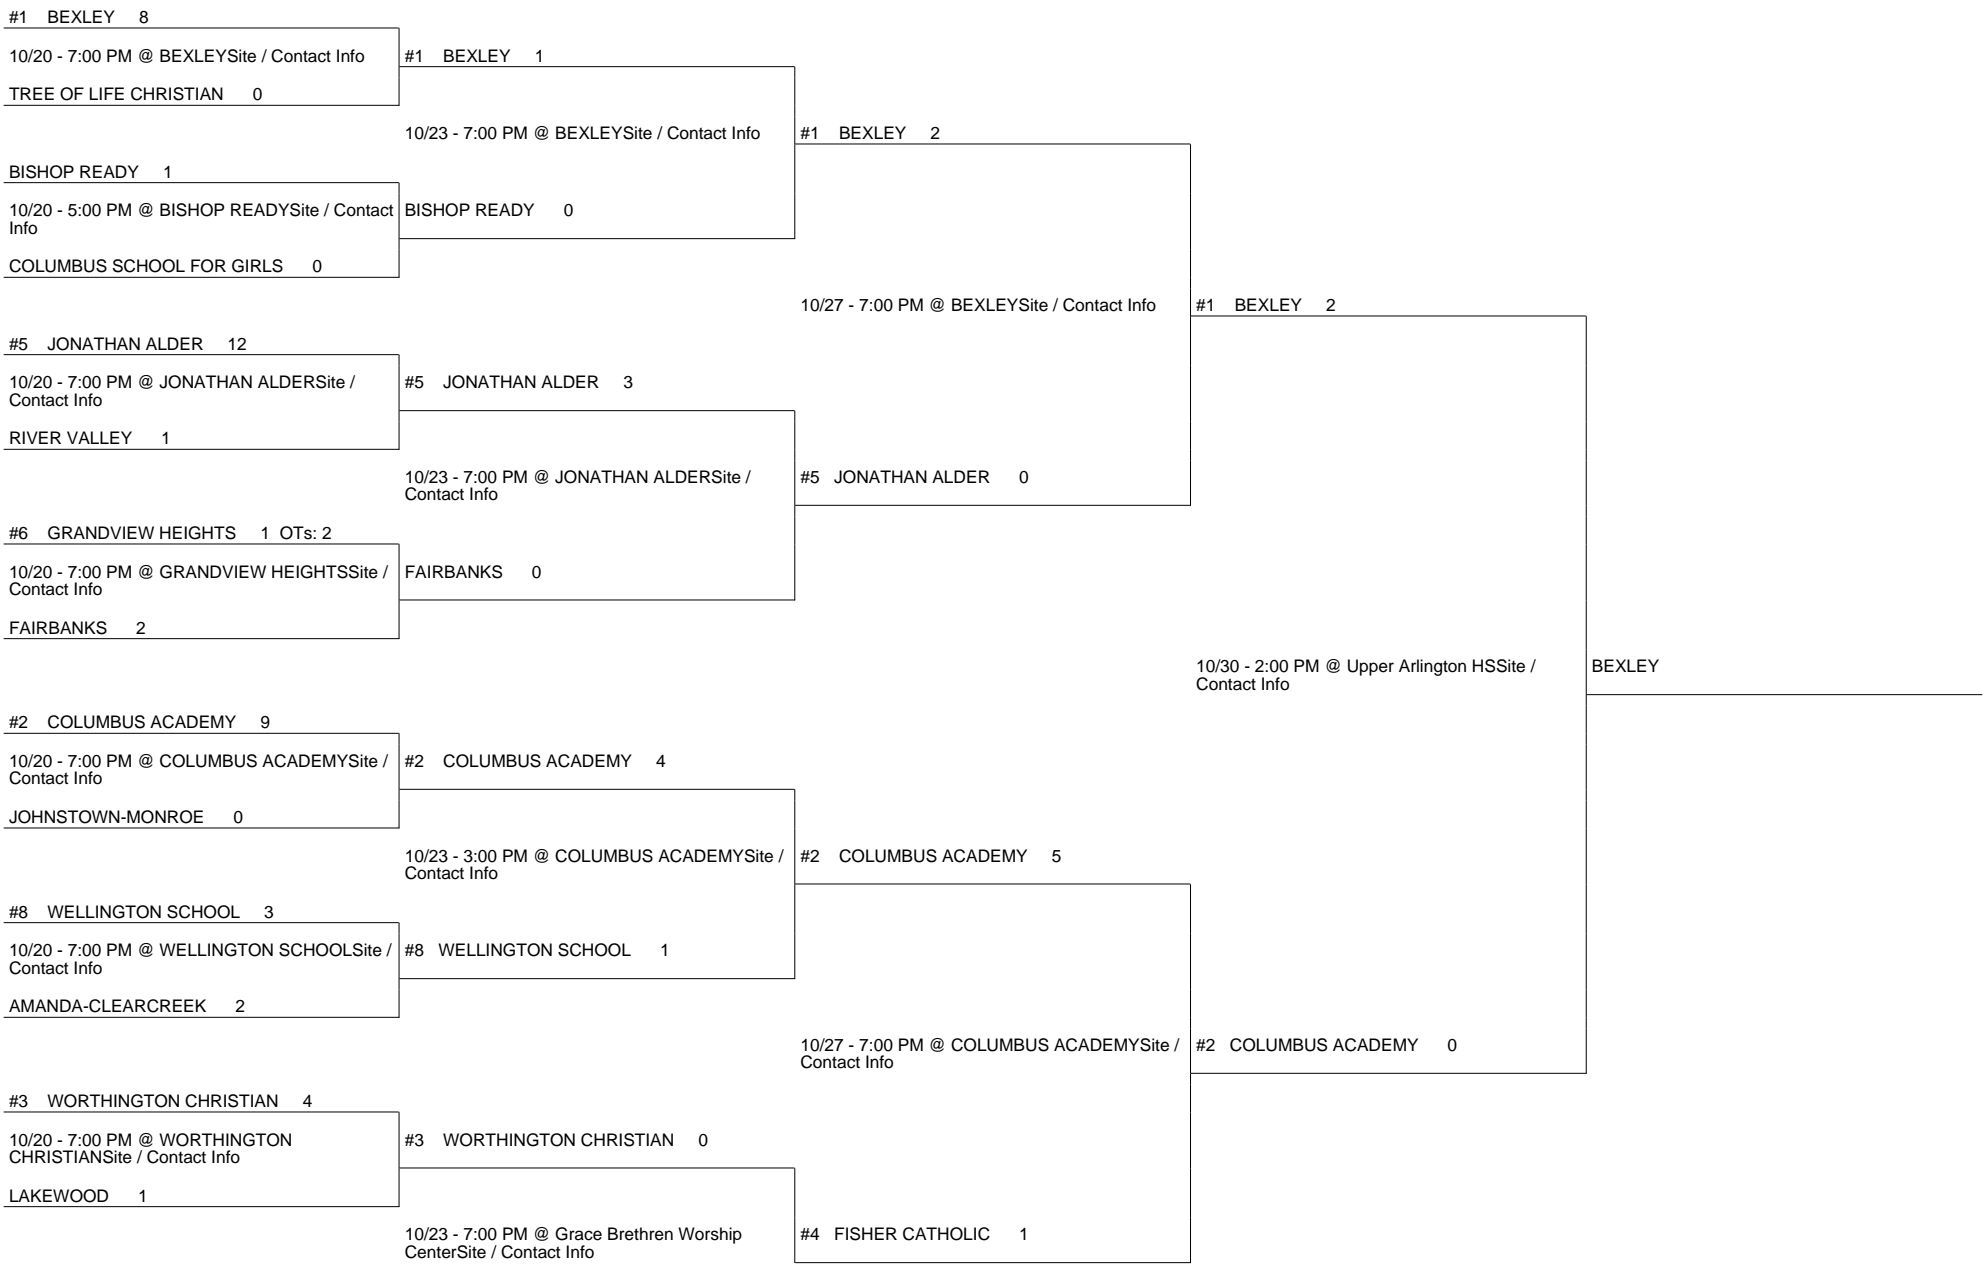 #1 BEXLEY 8
10/20 - 7:00 PM @ BEXLEYSite / Contact Info
TREE OF LIFE CHRISTIAN 0
BISHOP READY 1
10/20 - 5:00 PM @ BISHOP READYSite / Contact
Info
COLUMBUS SCHOOL FOR GIRLS 0
#5 JONATHAN ALDER 12
10/20 - 7:00 PM @ JONATHAN ALDERSite /
Contact Info
RIVER VALLEY 1
#6 GRANDVIEW HEIGHTS 1 OTs: 2
10/20 - 7:00 PM @ GRANDVIEW HEIGHTSSite /
Contact Info
FAIRBANKS 2
#2 COLUMBUS ACADEMY 9
10/20 - 7:00 PM @ COLUMBUS ACADEMYSite /
Contact Info
JOHNSTOWN-MONROE 0
#8 WELLINGTON SCHOOL 3
10/20 - 7:00 PM @ WELLINGTON SCHOOLSite /
Contact Info
AMANDA-CLEARCREEK 2
#3 WORTHINGTON CHRISTIAN 4
10/20 - 7:00 PM @ WORTHINGTON
CHRISTIANSite / Contact Info
LAKEWOOD 1
#1 BEXLEY 1
10/23 - 7:00 PM @ BEXLEYSite / Contact Info
BISHOP READY 0
#5 JONATHAN ALDER 3
10/23 - 7:00 PM @ JONATHAN ALDERSite /
Contact Info
FAIRBANKS 0
#2 COLUMBUS ACADEMY 4
10/23 - 3:00 PM @ COLUMBUS ACADEMYSite /
Contact Info
#8 WELLINGTON SCHOOL 1
#3 WORTHINGTON CHRISTIAN 0
10/23 - 7:00 PM @ Grace Brethren Worship
CenterSite / Contact Info
#1 BEXLEY 2
10/27 - 7:00 PM @ BEXLEYSite / Contact Info
#5 JONATHAN ALDER 0
#2 COLUMBUS ACADEMY 5
10/27 - 7:00 PM @ COLUMBUS ACADEMYSite /
Contact Info
#4 FISHER CATHOLIC 1
#1 BEXLEY 2
10/30 - 2:00 PM @ Upper Arlington HSSite /
Contact Info
#2 COLUMBUS ACADEMY 0
BEXLEY